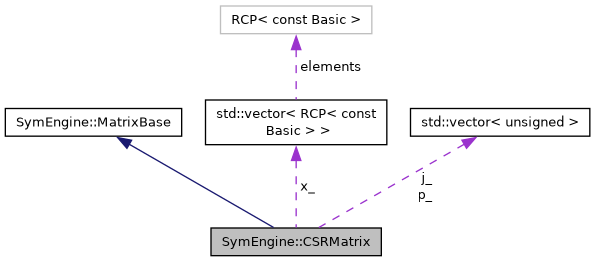 RCP< const Basic >
elements
SymEngine::MatrixBase
std::vector< RCP< const
Basic > >
std::vector< unsigned >
x_
j_
p_
SymEngine::CSRMatrix